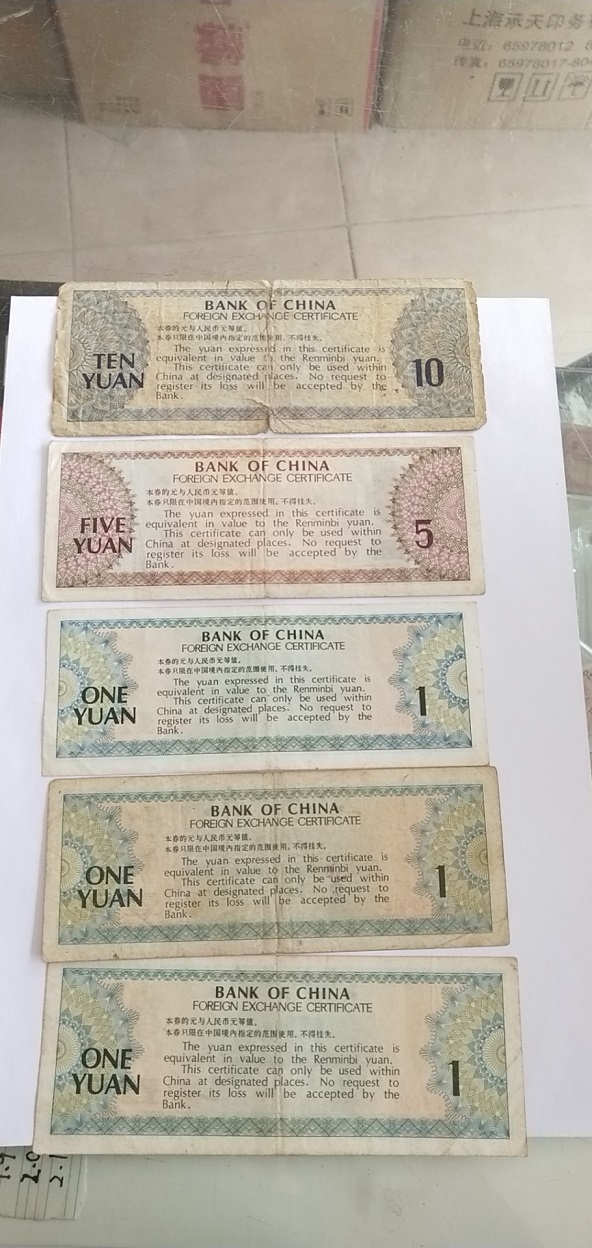 上海承天印务
电话: 65978012
传真: 65978017-80
BANK OF CHINA
FOREIGN EXCHANGE CERTIFICATE
本券的元与人民币元等值。
本券只限在中国境内指定的范围使用，不得挂失。
The yuan expressed in this certificate is
equivalent in value to the Renminbi yuan.
This certificate can only be used within
China at designated places. No request to
register its loss will be accepted by the
Bank.
TEN
YUAN
10
BANK OF CHINA
FOREIGN EXCHANGE CERTIFICATE
本券的元与人民币元等值。
本券只限在中国境内指定的范围使用，不得挂失。
The yuan expressed in this certificate is
equivalent in value to the Renminbi yuan.
This certificate can only be used within
China at designated places. No request to
register its loss will be accepted by the
Bank.
FIVE
YUAN
5
BANK OF CHINA
FOREIGN EXCHANGE CERTIFICATE
本券的元与人民币元等值。
本券只限在中国境内指定的范围使用，不得挂失。
The yuan expressed in this certificate is
equivalent in value to the Renminbi yuan.
This certificate can only be used within
China at designated places. No request to
register its loss will be accepted by the
Bank.
ONE
YUAN
1
BANK OF CHINA
FOREIGN EXCHANGE CERTIFICATE
本券的元与人民币元等值。
本券只限在中国境内指定的范围使用，不得挂失。
The yuan expressed in this certificate is
equivalent in value to the Renminbi yuan.
This certificate can only be used within
China at designated places. No request to
register its loss will be accepted by the
Bank.
ONE
YUAN
1
BANK OF CHINA
FOREIGN EXCHANGE CERTIFICATE
本券的元与人民币元等值。
本券只限在中国境内指定的范围使用，不得挂失。
The yuan expressed in this certificate is
equivalent in value to the Renminbi yuan.
This certificate can only be used within
China at designated places. No request to
register its loss will be accepted by the
Bank.
ONE
YUAN
1